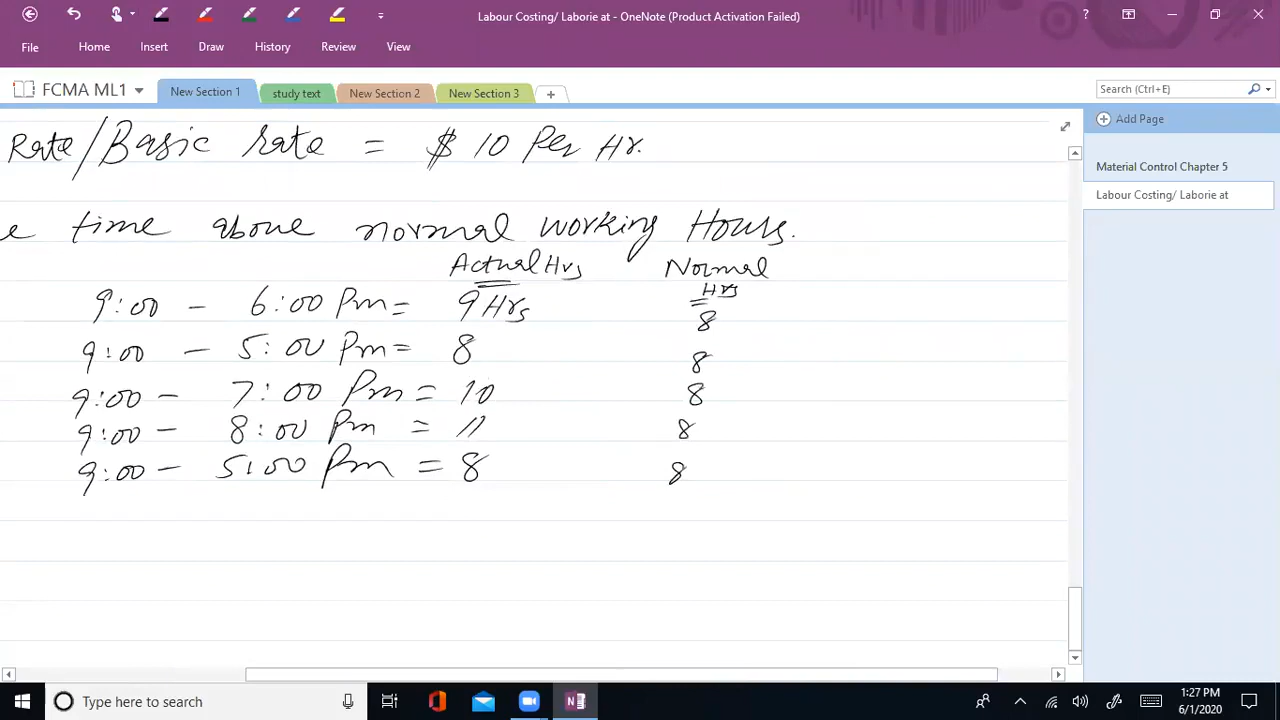 Labour Costing/ Laborie at - OneNote (Product Activation Failed)
?
File Home Insert Draw History Review View
FCMA ML1 New Section 1 study text New Section 2 New Section 3 +
Search (Ctrl+E)
Add Page
Material Control Chapter 5
Labour Costing/ Laborie at
Rate/Basic rate = $ 10 Per Hr.
e time above normal working Hours.
Actual Hrs Normal Hrs
9:00 - 6:00 Pm = 9 Hrs 8
9:00 - 5:00 Pm = 8 8
9:00 - 7:00 Pm = 10 8
9:00 - 8:00 Pm = 11 8
9:00 - 5:00 Pm = 8 8
Type here to search
1:27 PM
6/1/2020